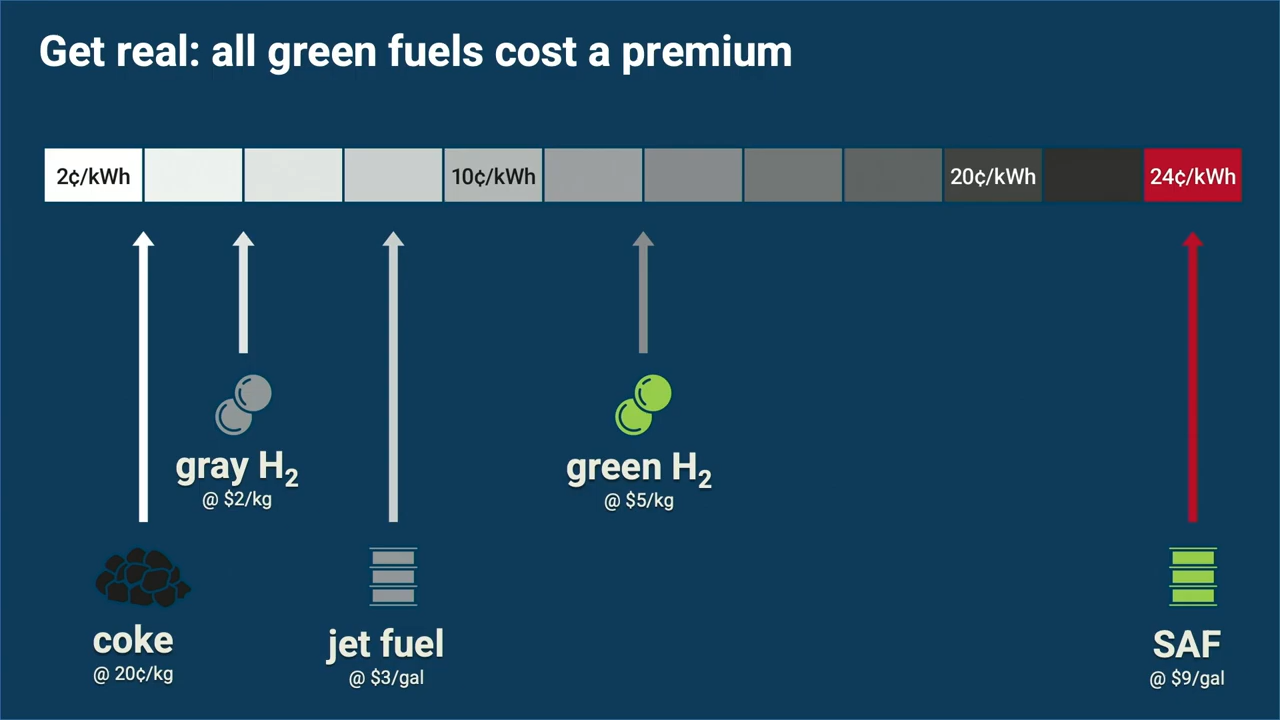 Get real: all green fuels cost a premium
2¢/kWh
10¢/kWh
20¢/kWh
24¢/kWh
gray H₂
@ $2/kg
green H₂
@ $5/kg
coke
@ 20¢/kg
jet fuel
@ $3/gal
SAF
@ $9/gal